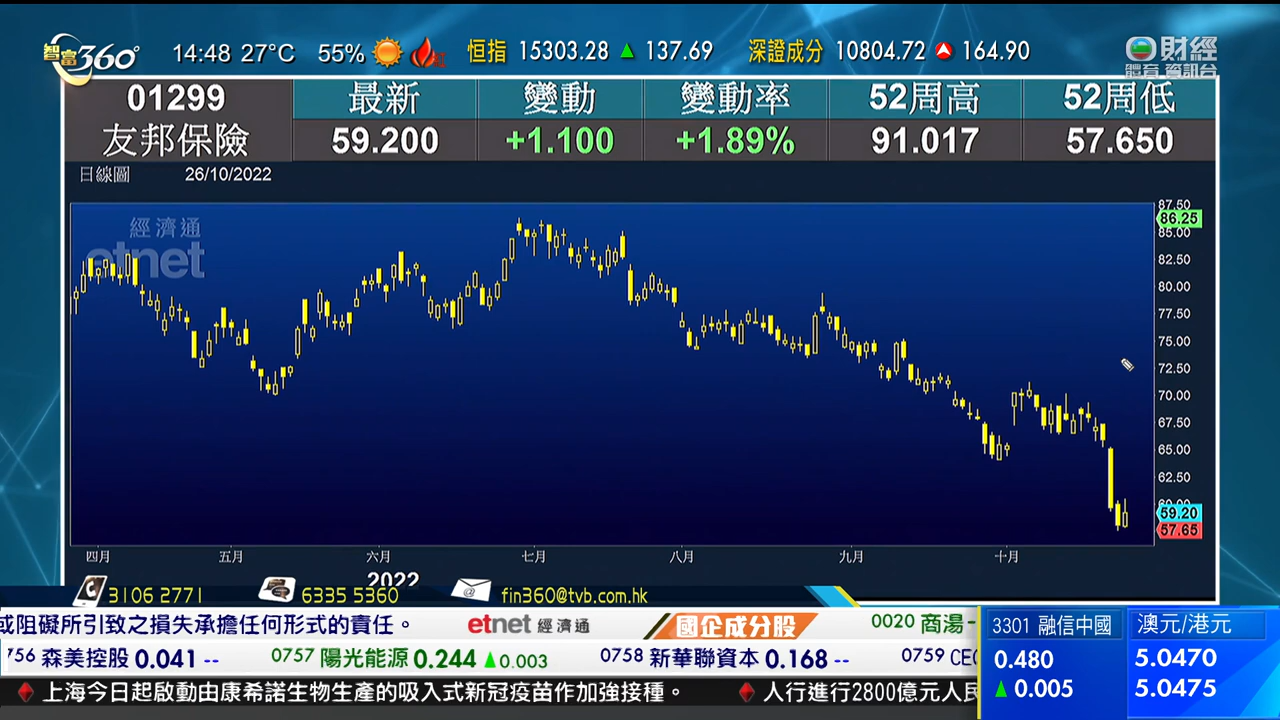 智富360°
14:48 27°C 55% 恒指 15303.28 ▲ 137.69 深證成分 10804.72 164.90
財經
體育 資訊台
01299 最新 變動 變動率 52周高 52周低
友邦保險 59.200 +1.100 +1.89% 91.017 57.650
日線圖 26/10/2022
經濟通
etnet
87.50
86.25
85.00
82.50
80.00
77.50
75.00
72.50
70.00
67.50
65.00
62.50
60.00
59.20
57.65
四月 五月 六月 七月 八月 九月 十月
2022
3106 2771 6335 5360 fin360@tvb.com.hk
或阻礙所引致之損失承擔任何形式的責任。 etnet 經濟通 國企成分股 0020 商湯-
756 森美控股 0.041 -- 0757 陽光能源 0.244 ▲0.003 0758 新華聯資本 0.168 -- 0759 CEC
上海今日起啟動由康希諾生物生產的吸入式新冠疫苗作加強接種。 人行進行2800億元人民
3301 融信中國
0.480
▲ 0.005
澳元/港元
5.0470
5.0475